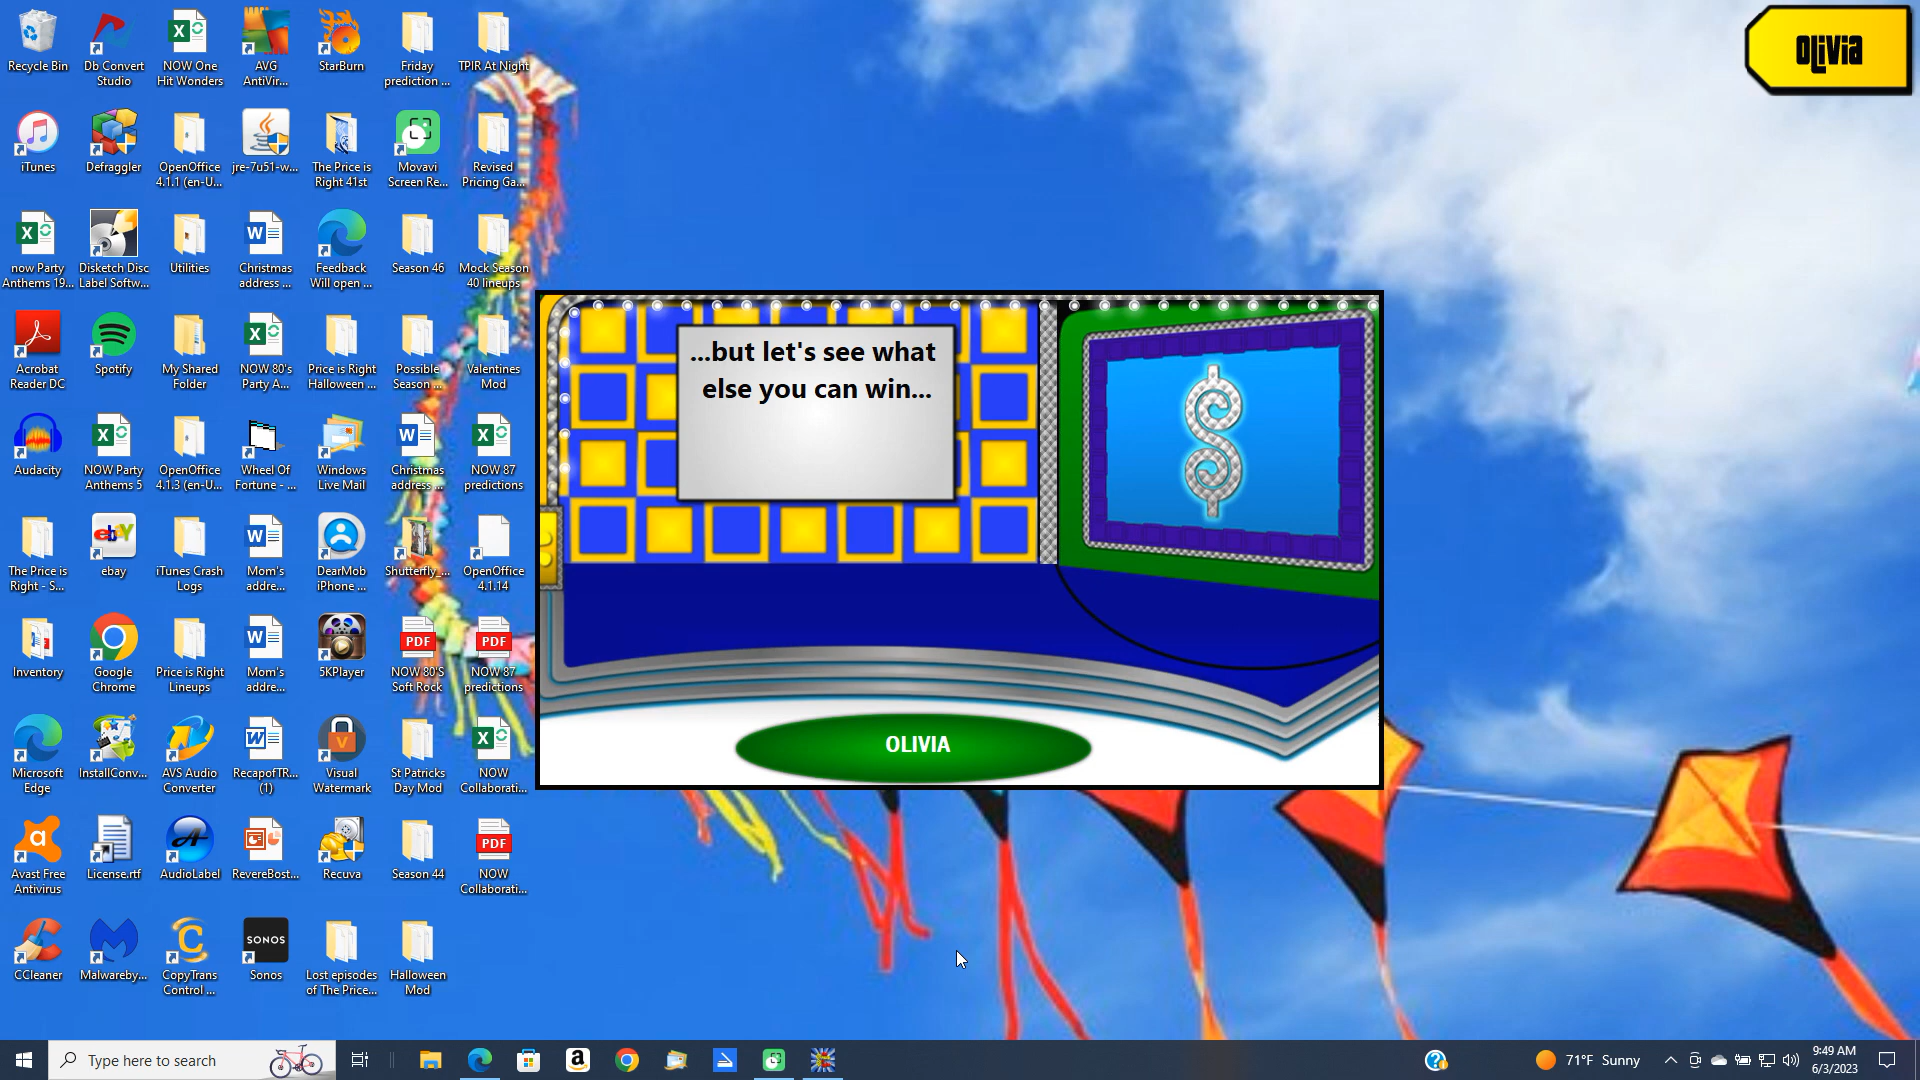 Recycle Bin
Db Convert
Studio
NOW One
Hit Wonders
AVG
AntiVir...
StarBurn
Friday
prediction ...
TPIR At Night
OLIVIA
iTunes
Defraggler
OpenOffice
4.1.1 (en-U...
jre-7u51-w...
The Price is
Right 41st
Movavi
Screen Re...
Revised
Pricing Ga...
now Party
Anthems 19...
Disketch Disc
Label Softw...
Utilities
Christmas
address ...
Feedback
Will open ...
Season 46
Mock Season
40 lineups
...but let's see what
else you can win...
Acrobat
Reader DC
Spotify
My Shared
Folder
NOW 80's
Party A...
Price is Right
Halloween ...
Possible
Season ...
Valentines
Mod
Audacity
NOW Party
Anthems 5
OpenOffice
4.1.3 (en-U...
Wheel Of
Fortune - ...
Windows
Live Mail
Christmas
address ...
NOW 87
predictions
The Price is
Right - S...
ebay
iTunes Crash
Logs
Mom's
addre...
DearMob
iPhone ...
Shutterfly_...
OpenOffice
4.1.14
Inventory
Google
Chrome
Price is Right
Lineups
Mom's
addre...
5KPlayer
PDF
NOW 80'S
Soft Rock
PDF
NOW 87
predictions
OLIVIA
Microsoft
Edge
InstallConv...
AVS Audio
Converter
RecapofTR...
(1)
Visual
Watermark
St Patricks
Day Mod
NOW
Collaborati...
Avast Free
Antivirus
License.rtf
AudioLabel
RevereBost...
Recuva
Season 44
PDF
NOW
Collaborati...
CCleaner
Malwareby...
CopyTrans
Control ...
SONOS
Sonos
Lost episodes
of The Price...
Halloween
Mod
Type here to search
71°F Sunny
9:49 AM
6/3/2023